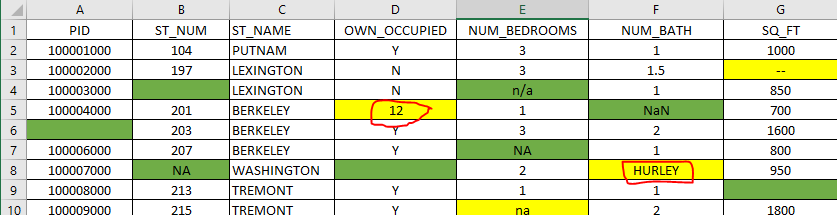 A B C D E F G
1 PID ST_NUM ST_NAME OWN_OCCUPIED NUM_BEDROOMS NUM_BATH SQ_FT
2 100001000 104 PUTNAM Y 3 1 1000
3 100002000 197 LEXINGTON N 3 1.5 --
4 100003000 LEXINGTON N n/a 1 850
5 100004000 201 BERKELEY 12 1 NaN 700
6 203 BERKELEY Y 3 2 1600
7 100006000 207 BERKELEY Y NA 1 800
8 100007000 NA WASHINGTON 2 HURLEY 950
9 100008000 213 TREMONT Y 1 1
10 100009000 215 TREMONT Y na 2 1800